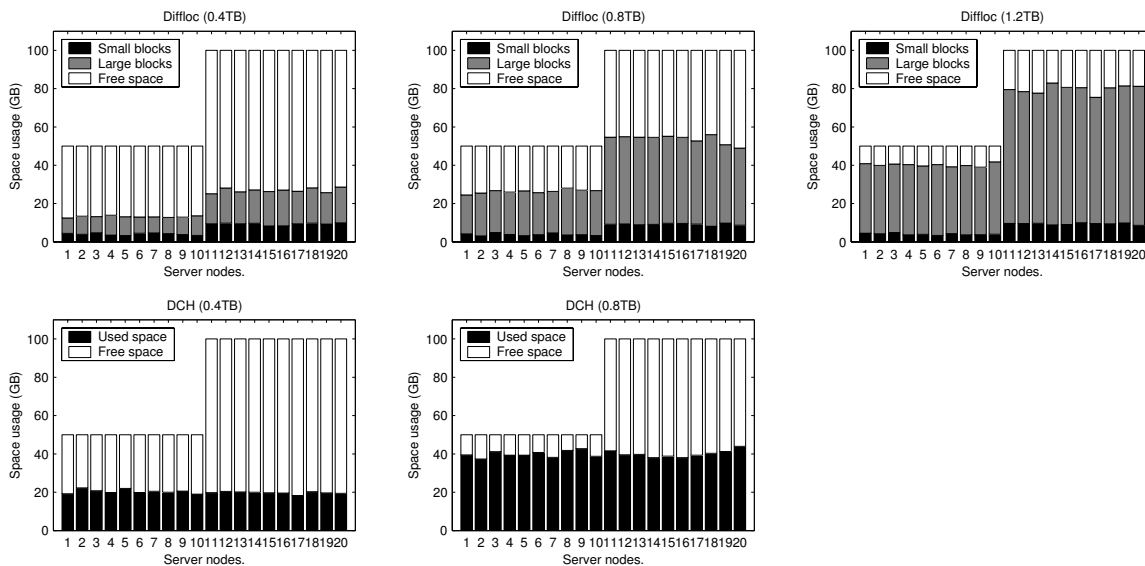 Diffloc (0.4TB)
Space usage (GB)
100
80
60
40
20
0
Small blocks
Large blocks
Free space
1 2 3 4 5 6 7 8 9 10 11 12 13 14 15 16 17 18 19 20
Server nodes.
Diffloc (0.8TB)
Space usage (GB)
100
80
60
40
20
0
Small blocks
Large blocks
Free space
1 2 3 4 5 6 7 8 9 10 11 12 13 14 15 16 17 18 19 20
Server nodes.
Diffloc (1.2TB)
Space usage (GB)
100
80
60
40
20
0
Small blocks
Large blocks
Free space
1 2 3 4 5 6 7 8 9 10 11 12 13 14 15 16 17 18 19 20
Server nodes.
DCH (0.4TB)
Space usage (GB)
100
80
60
40
20
0
Used space
Free space
1 2 3 4 5 6 7 8 9 10 11 12 13 14 15 16 17 18 19 20
Server nodes.
DCH (0.8TB)
Space usage (GB)
100
80
60
40
20
0
Used space
Free space
1 2 3 4 5 6 7 8 9 10 11 12 13 14 15 16 17 18 19 20
Server nodes.